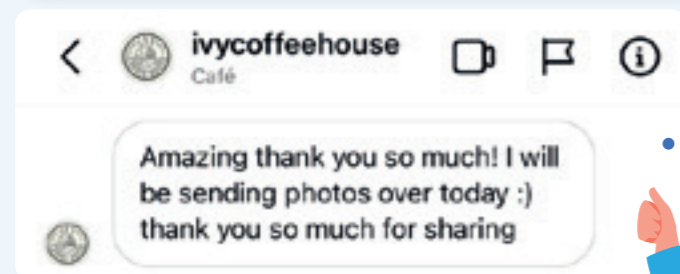 ivycoffeehouse
Café
Amazing thank you so much! I will
be sending photos over today :)
thank you so much for sharing